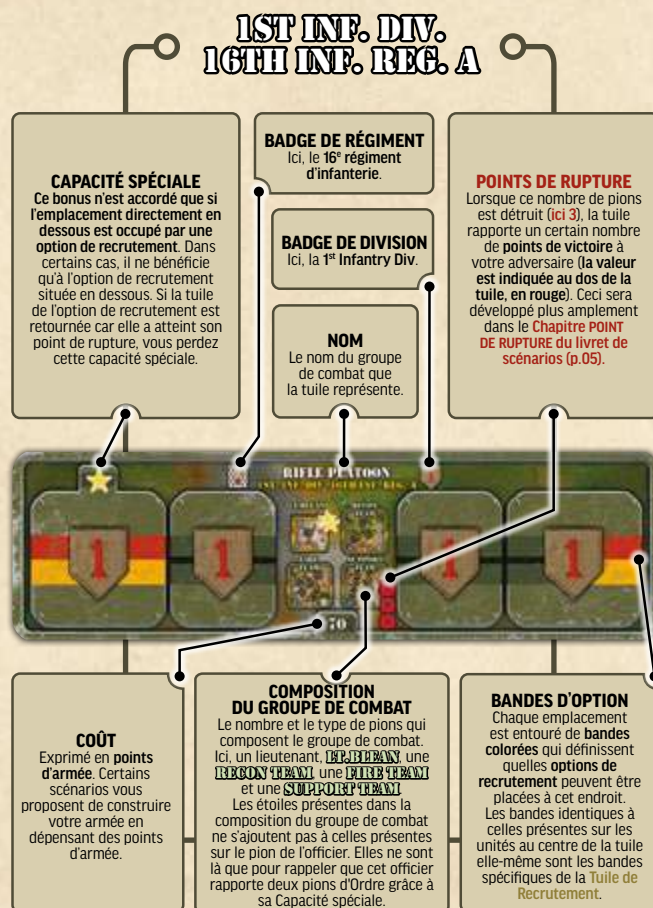 1ST INF. DIV.
16TH INF. REG. A
CAPACITÉ SPÉCIALE
Ce bonus n'est accordé que si
l'emplacement directement en
dessous est occupé par une
option de recrutement. Dans
certains cas, il ne bénéficie
qu'à l'option de recrutement
située en dessous. Si la tuile
de l'option de recrutement est
retournée car elle a atteint son
point de rupture, vous perdez
cette capacité spéciale.
BADGE DE RÉGIMENT
Ici, le 16e régiment
d'infanterie.
BADGE DE DIVISION
Ici, la 1st Infantry Div.
NOM
Le nom du groupe
de combat que
la tuile représente.
POINTS DE RUPTURE
Lorsque ce nombre de pions
est détruit (ici 3), la tuile
rapporte un certain nombre
de points de victoire à
votre adversaire (la valeur
est indiquée au dos de la
tuile, en rouge). Ceci sera
développé plus amplement
dans le Chapitre POINT
DE RUPTURE du livret de
scénarios (p.05).
RIFLE PLATOON
1ST INF. DIV. 16TH INF. REG. A
1
1
1
1
70
COÛT
Exprimé en points
d'armée. Certains
scénarios vous
proposent de construire
votre armée en
dépensant des points
d'armée.
COMPOSITION
DU GROUPE DE COMBAT
Le nombre et le type de pions qui
composent le groupe de combat.
Ici, un lieutenant, LT.BLEAN, une
RECON TEAM, une FIRE TEAM
et une SUPPORT TEAM
Les étoiles présentes dans la
composition du groupe de combat
ne s'ajoutent pas à celles présentes
sur le pion de l'officier. Elles ne sont
là que pour rappeler que cet officier
rapporte deux pions d'Ordre grâce à
sa Capacité spéciale.
BANDES D'OPTION
Chaque emplacement
est entouré de bandes
colorées qui définissent
quelles options de
recrutement peuvent être
placées à cet endroit.
Les bandes identiques à
celles présentes sur les
unités au centre de la tuile
elle-même sont les bandes
spécifiques de la Tuile de
Recrutement.